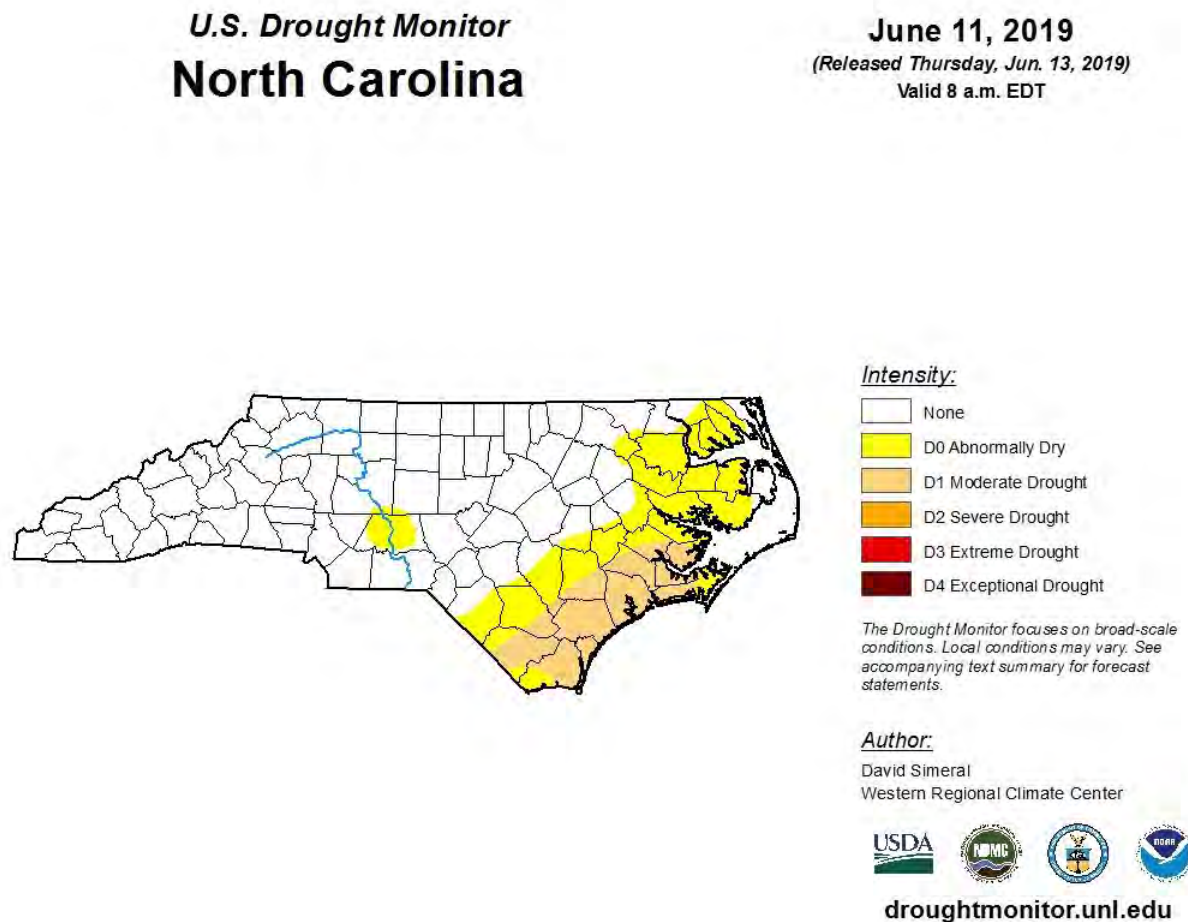 U.S. Drought Monitor
North Carolina
June 11, 2019
(Released Thursday, Jun. 13, 2019)
Valid 8 a.m. EDT
Intensity:
None
D0 Abnormally Dry
D1 Moderate Drought
D2 Severe Drought
D3 Extreme Drought
D4 Exceptional Drought
The Drought Monitor focuses on broad-scale
conditions. Local conditions may vary. See
accompanying text summary for forecast
statements.
Author:
David Simeral
Western Regional Climate Center
USDA
NDMC
NOAA
droughtmonitor.unl.edu